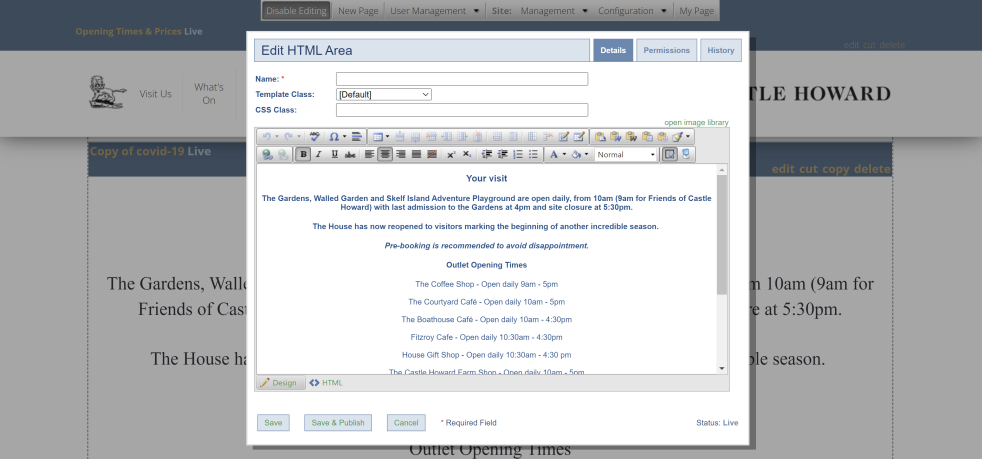 Disable Editing New Page User Management Site: Management Configuration My Page
Opening Times & Prices Live
edit cut delete
Visit Us
What's
On
TLE HOWARD
Copy of covid-19 Live
edit cut copy delete
Edit HTML Area
Details
Permissions
History
Name: *
Template Class: [Default]
CSS Class:
open image library
B I U abc
A
Normal
Your visit
The Gardens, Walled Garden and Skelf Island Adventure Playground are open daily, from 10am (9am for Friends of Castle
Howard) with last admission to the Gardens at 4pm and site closure at 5:30pm.
The House has now reopened to visitors marking the beginning of another incredible season.
Pre-booking is recommended to avoid disappointment.
Outlet Opening Times
The Coffee Shop - Open daily 9am - 5pm
The Courtyard Café - Open daily 10am - 5pm
The Boathouse Café - Open daily 10am - 4:30pm
Fitzroy Cafe - Open daily 10:30am - 4:30pm
House Gift Shop - Open daily 10:30am - 4:30 pm
The Castle Howard Farm Shop - Open daily 10am - 5pm
Design HTML
Save
Save & Publish
Cancel
* Required Field
Status: Live
The Gardens, Walle
m 10am (9am for
Friends of Cast
re at 5:30pm.
The House ha
ble season.
Outlet Opening Times